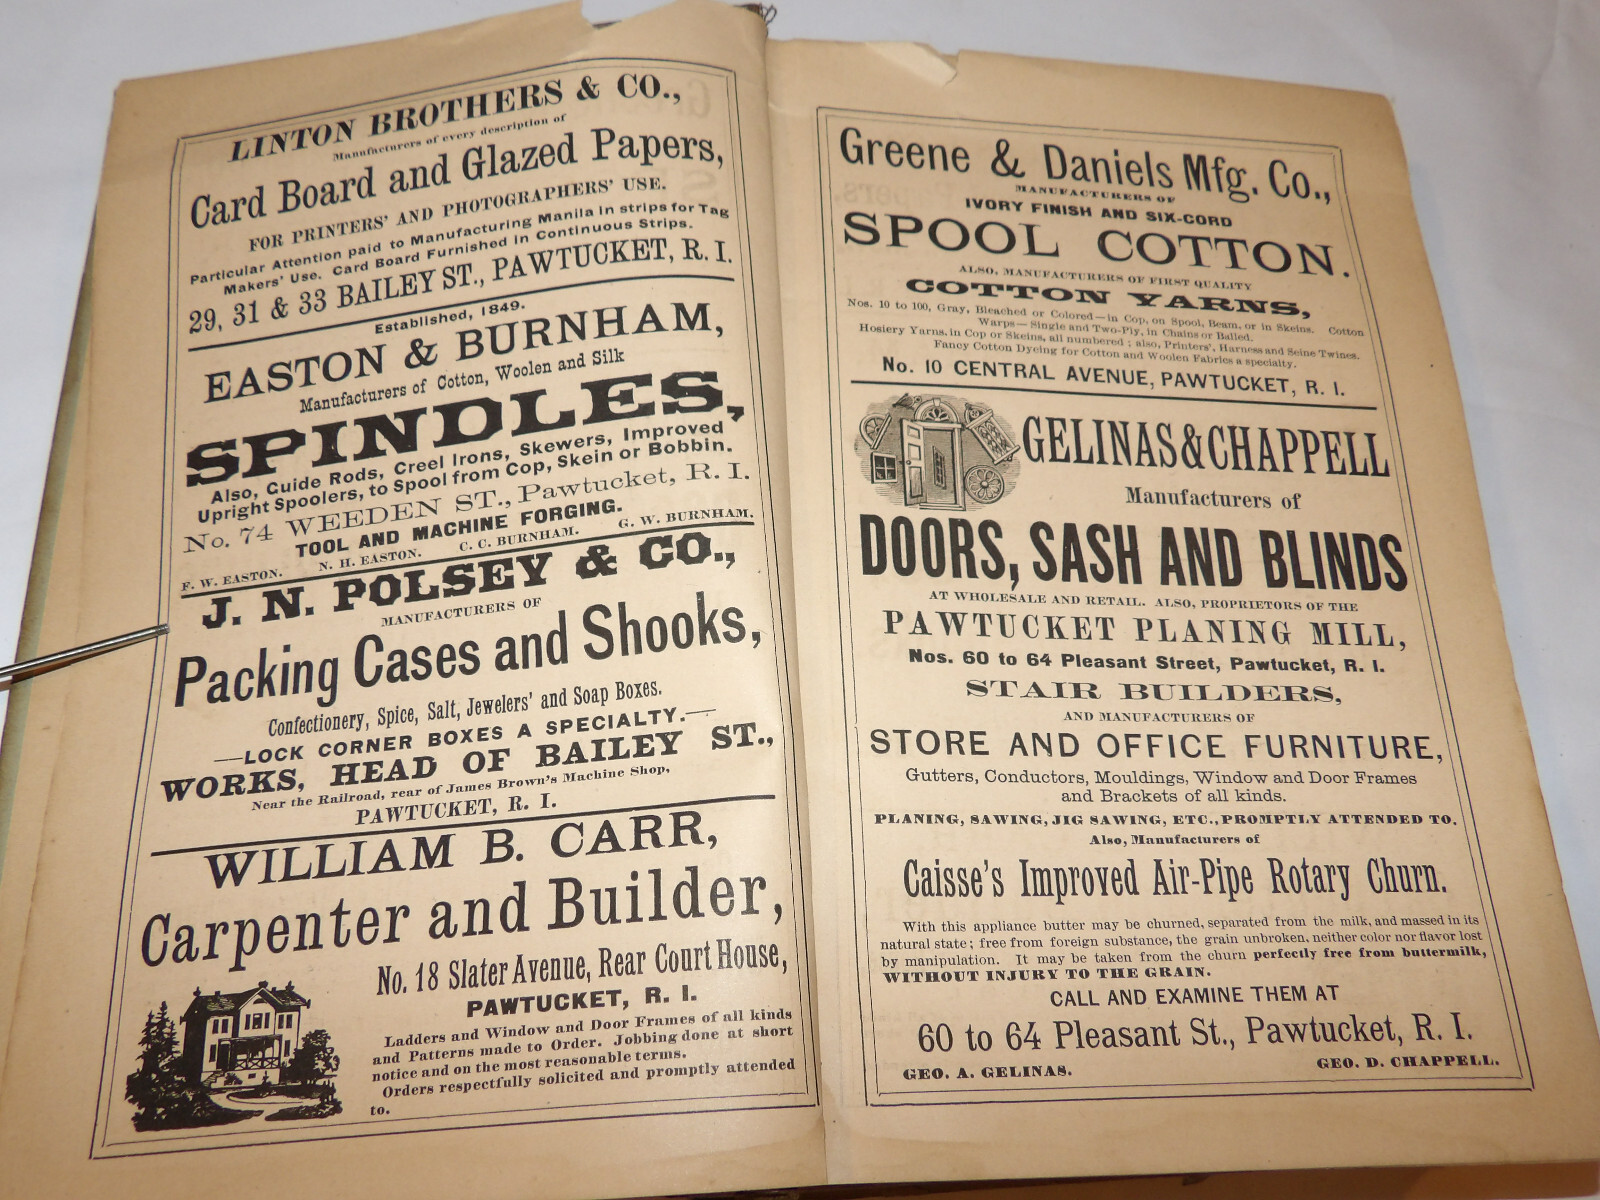 LINTON BROTHERS & CO.,
Manufacturers of every description of
Card Board and Glazed Papers,
FOR PRINTERS' AND PHOTOGRAPHERS' USE.
Particular Attention paid to Manufacturing Manila in strips for Tag
Makers' Use. Card Board Furnished in Continuous Strips.
29, 31 & 33 BAILEY ST., PAWTUCKET, R. I.
Established, 1849.
EASTON & BURNHAM,
Manufacturers of Cotton, Woolen and Silk
SPINDLES,
Also, Guide Rods, Creel Irons, Skewers, Improved
Upright Spoolers, to Spool from Cop, Skein or Bobbin.
No. 74 WEEDEN ST., Pawtucket, R. I.
TOOL AND MACHINE FORGING.
F. W. EASTON. N. H. EASTON. C. C. BURNHAM. G. W. BURNHAM.
J. N. POLSEY & CO.,
MANUFACTURERS OF
Packing Cases and Shooks,
Confectionery, Spice, Salt, Jewelers' and Soap Boxes.
—LOCK CORNER BOXES A SPECIALTY.—
WORKS, HEAD OF BAILEY ST.,
Near the Railroad, rear of James Brown's Machine Shop,
PAWTUCKET, R. I.
WILLIAM B. CARR,
Carpenter and Builder,
No. 18 Slater Avenue, Rear Court House,
PAWTUCKET, R. I.
Ladders and Window and Door Frames of all kinds
and Patterns made to Order. Jobbing done at short
notice and on the most reasonable terms.
Orders respectfully solicited and promptly attended
to.
Greene & Daniels Mfg. Co.,
MANUFACTURERS OF
IVORY FINISH AND SIX-CORD
SPOOL COTTON.
ALSO, MANUFACTURERS OF FIRST QUALITY
COTTON YARNS,
Nos. 10 to 100, Gray, Bleached or Colored—in Cop, on Spool, Beam, or in Skeins. Cotton
Warps—Single and Two-Ply, in Chains or Balled.
Hosiery Yarns, in Cop or Skeins, all numbered; also, Printers', Harness and Seine Twines.
Fancy Cotton Dyeing for Cotton and Woolen Fabrics a specialty.
No. 10 CENTRAL AVENUE, PAWTUCKET, R. I.
GELINAS & CHAPPELL
Manufacturers of
DOORS, SASH AND BLINDS
AT WHOLESALE AND RETAIL. ALSO, PROPRIETORS OF THE
PAWTUCKET PLANING MILL,
Nos. 60 to 64 Pleasant Street, Pawtucket, R. I.
STAIR BUILDERS,
AND MANUFACTURERS OF
STORE AND OFFICE FURNITURE,
Gutters, Conductors, Mouldings, Window and Door Frames
and Brackets of all kinds.
PLANING, SAWING, JIG SAWING, ETC., PROMPTLY ATTENDED TO.
Also, Manufacturers of
Caisse's Improved Air-Pipe Rotary Churn.
With this appliance butter may be churned, separated from the milk, and massed in its
natural state; free from foreign substance, the grain unbroken, neither color nor flavor lost
by manipulation. It may be taken from the churn perfectly free from buttermilk,
WITHOUT INJURY TO THE GRAIN.
CALL AND EXAMINE THEM AT
60 to 64 Pleasant St., Pawtucket, R. I.
GEO. A. GELINAS. GEO. D. CHAPPELL.